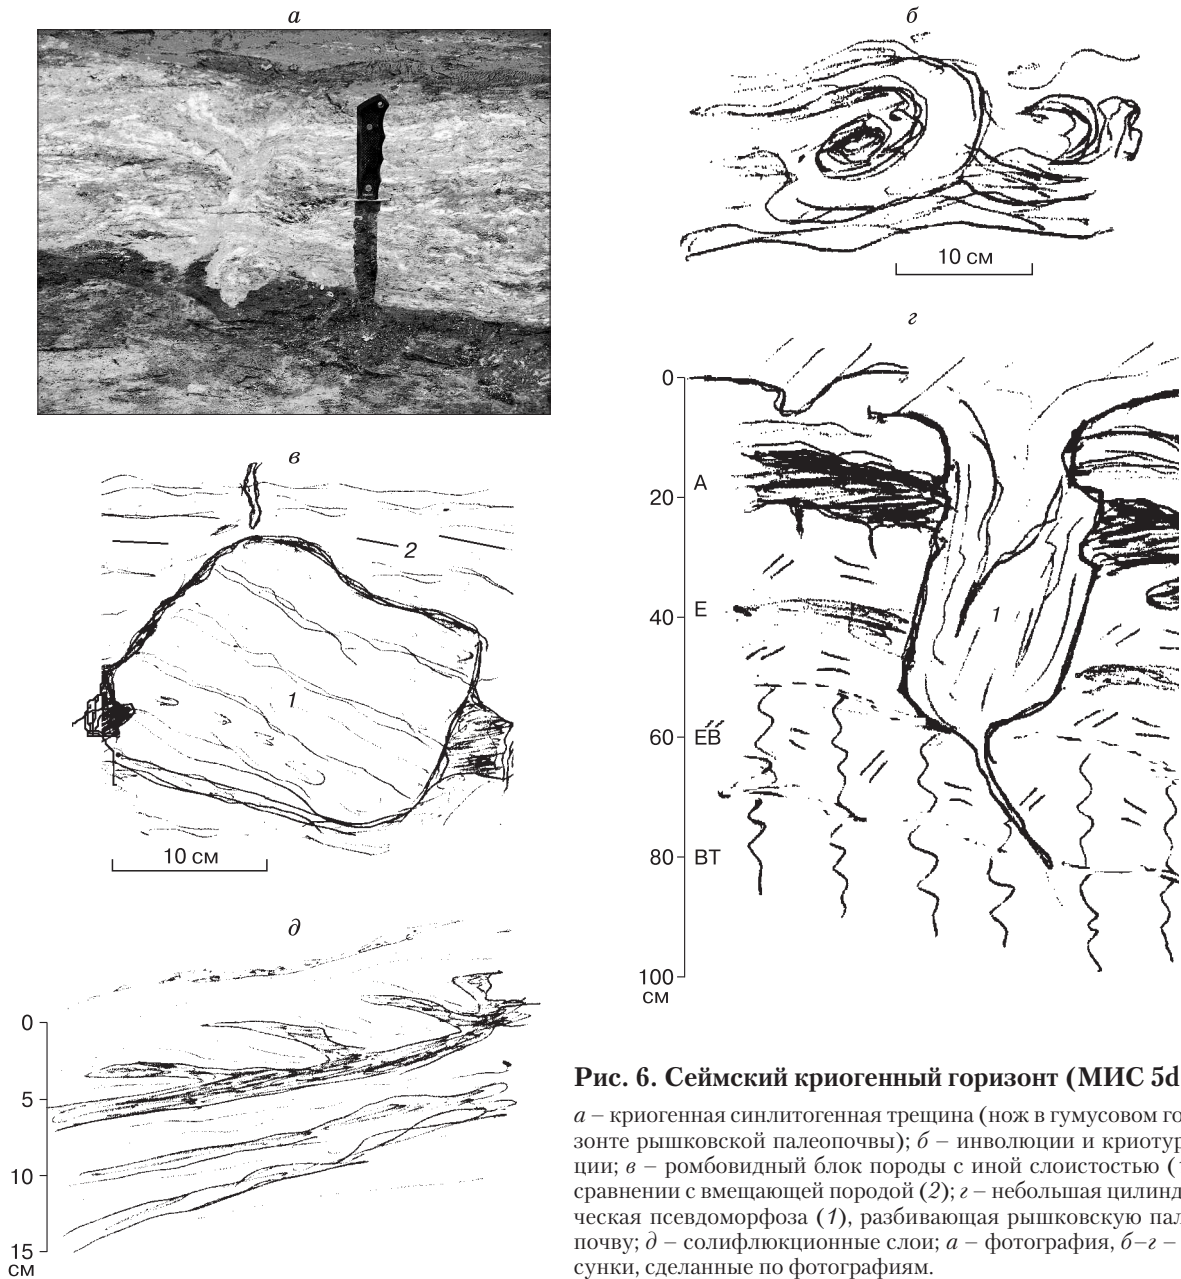 а
б
10 см
г
0
20
40
60
80
100
см
А
Е
ЕВ
ВТ
1
в
2
1
10 см
д
0
5
10
15
см
Рис. 6. Сеймский криогенный горизонт (МИС 5d
а – криогенная синлитогенная трещина (нож в гумусовом го
зонте рышковской палеопочвы); б – инволюции и криотур
ции; в – ромбовидный блок породы с иной слоистостью (
сравнении с вмещающей породой (2); г – небольшая цилинд
ческая псевдоморфоза (1), разбивающая рышковскую пал
почву; д – солифлюкционные слои; а – фотография, б–г –
сунки, сделанные по фотографиям.